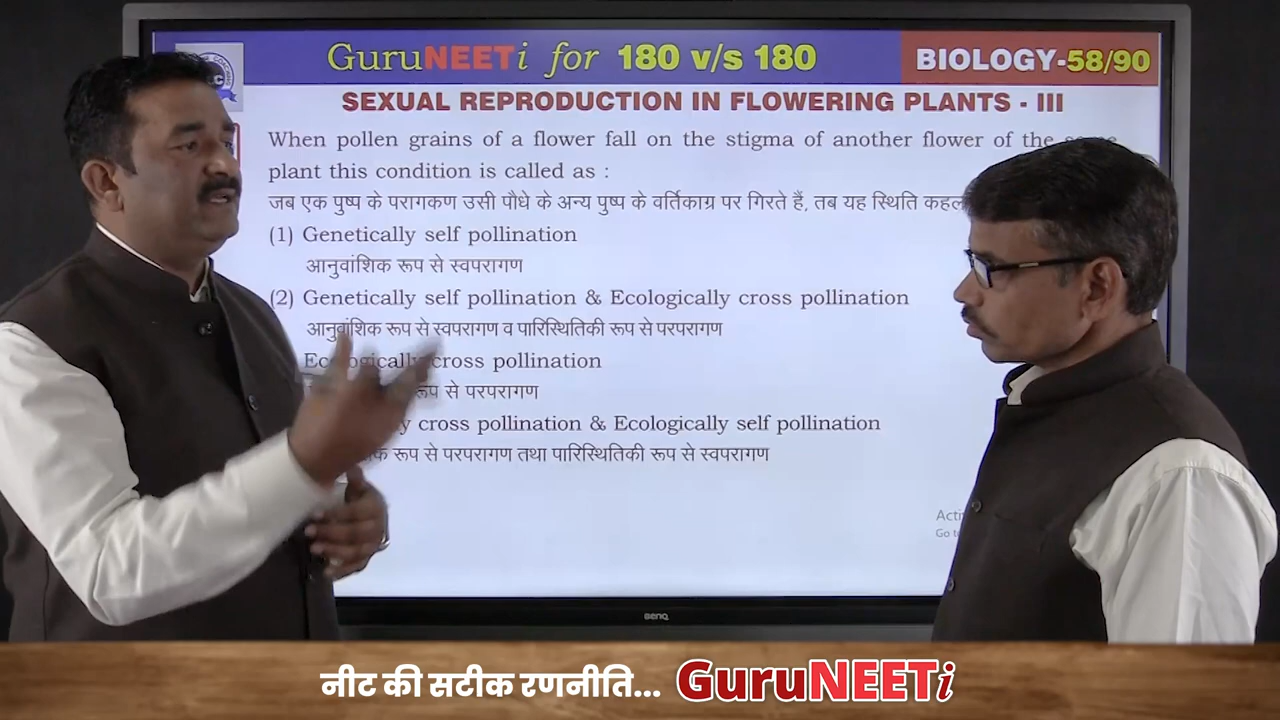 GuruNEETi for 180 v/s 180
BIOLOGY-58/90
SEXUAL REPRODUCTION IN FLOWERING PLANTS - III
When pollen grains of a flower fall on the stigma of another flower of the same
plant this condition is called as :
जब एक पुष्प के परागकण उसी पौधे के अन्य पुष्प के वर्तिकाग्र पर गिरते हैं, तब यह स्थिति
(1) Genetically self pollination
आनुवांशिक रूप से स्वपरागण
(2) Genetically self pollination & Ecologically cross pollination
आनुवांशिक रूप से स्वपरागण व पारिस्थितिकी रूप से परपरागण
Ecologically cross pollination
रूप से परपरागण
cross pollination & Ecologically self pollination
रूप से परपरागण तथा पारिस्थितिकी रूप से स्वपरागण
Go
BenQ
नीट की सटीक रणनीति... GuruNEETi